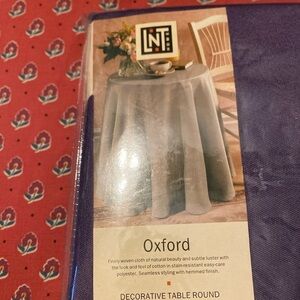 LNT
Oxford
Finely woven cloth of natural beauty and subtle luster with
the look and feel of cotton in stain-resistant easy-care
polyester. Seamless styling with hemmed finish.
DECORATIVE TABLE ROUND